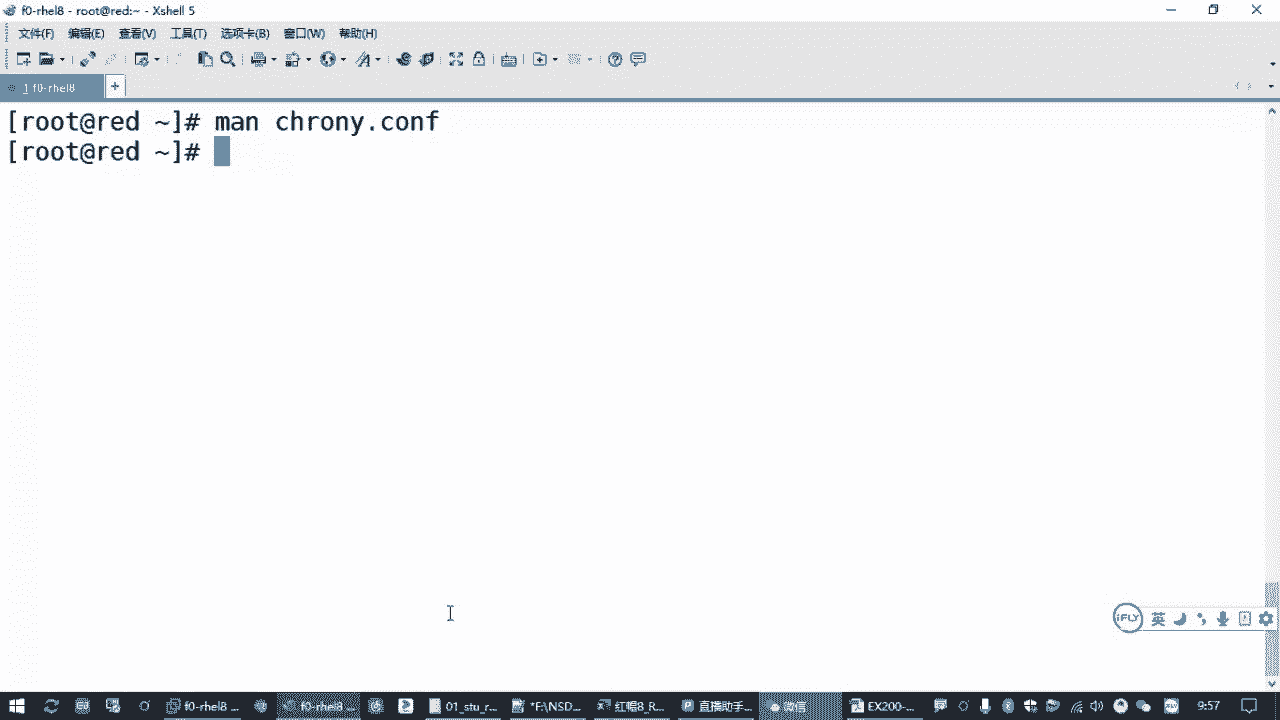 f0-rhel8 - root@red:~ - Xshell 5
文件(F) 编辑(E) 查看(V) 工具(T) 选项卡(B) 窗口(W) 帮助(H)
1 f0-rhel8
[root@red ~]# man chrony.conf
[root@red ~]#
iFLY 英
f0-rhel8 ... f0-rhel8 ... 01_stu_r... *F:\NSD... 红帽8_R... 直播助手... 微信 EX200-... 9:57